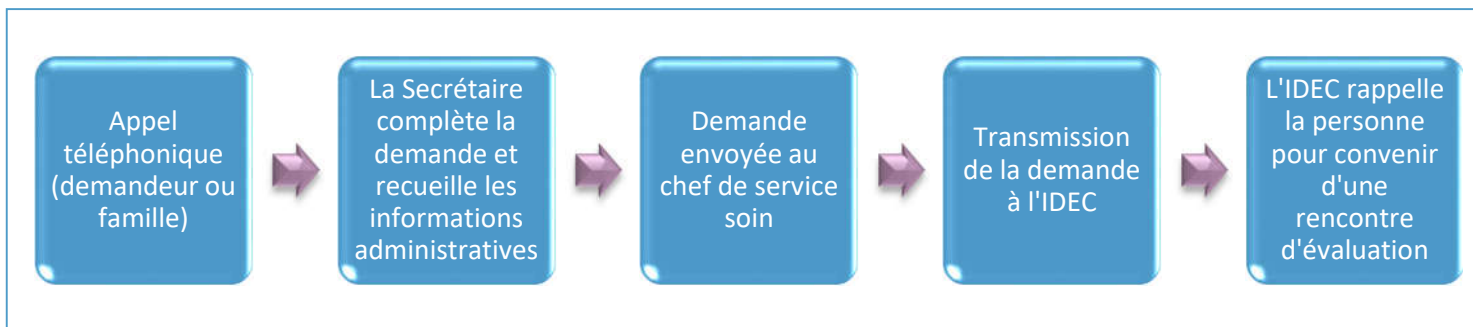 Appel
téléphonique
(demandeur ou
famille)
La Secrétaire
complète la
demande et
recueille les
informations
administratives
Demande
envoyée au
chef de service
soin
Transmission
de la demande
à l'IDEC
L'IDEC rappelle
la personne
pour convenir
d'une
rencontre
d'évaluation